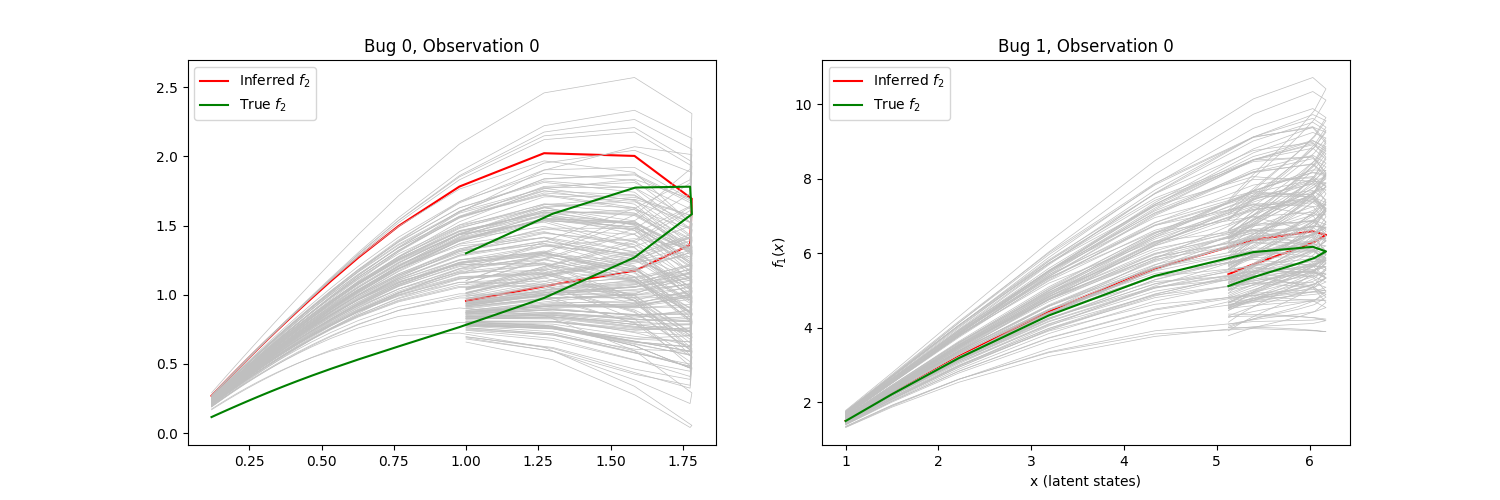 Bug 0, Observation 0
Inferred f₂
True f₂
2.5
2.0
1.5
1.0
0.5
0.0
0.25 0.50 0.75 1.00 1.25 1.50 1.75
Bug 1, Observation 0
Inferred f₂
True f₂
10
8
6
4
2
f₁(x)
1 2 3 4 5 6
x (latent states)